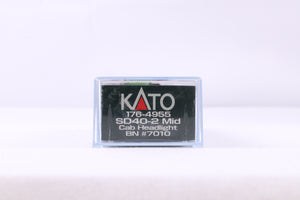 KATO
176-4955
SD40-2 Mid
Cab Headlight
BN #7010